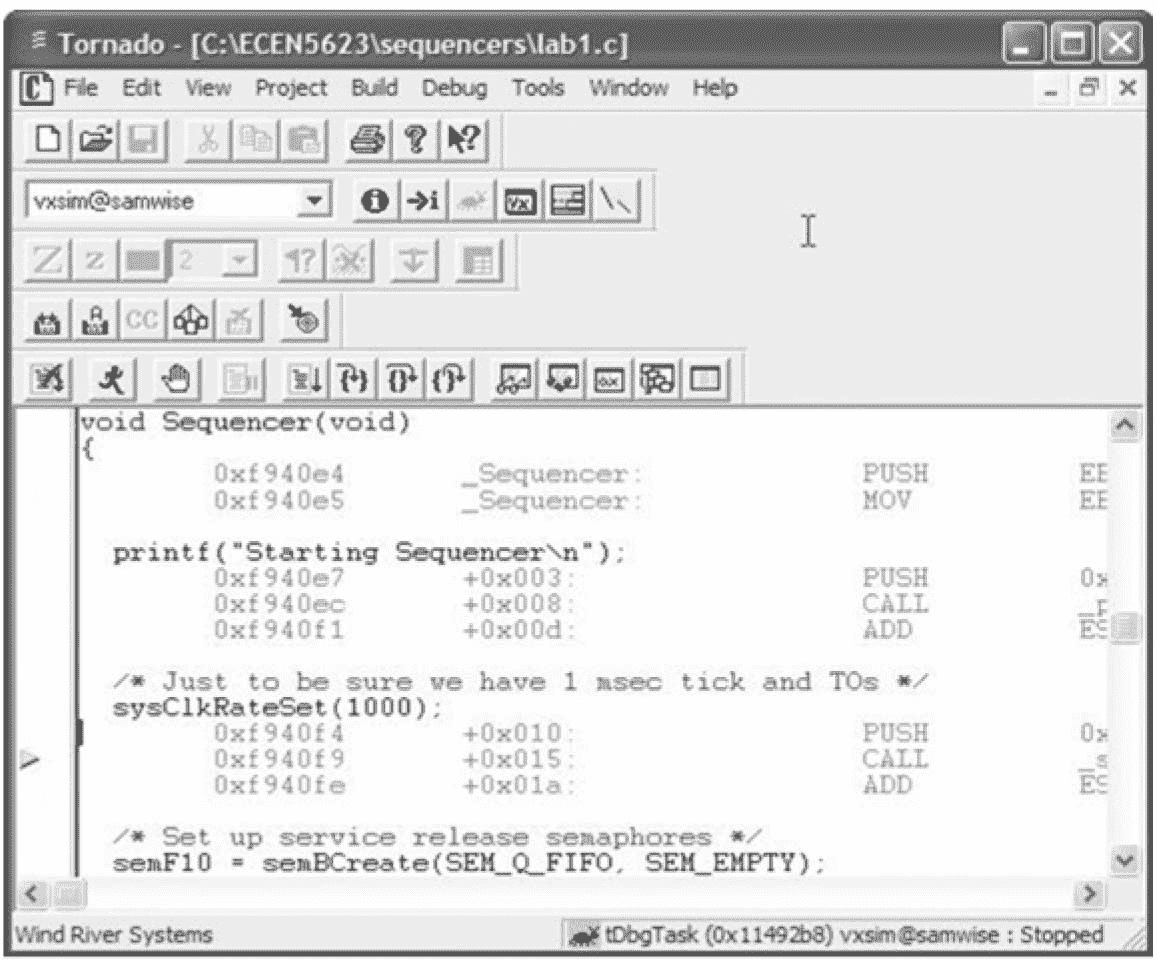 Tornado - [C:\ECEN5623\sequencers\lab1.c]
File Edit View Project Build Debug Tools Window Help
vxsim@samwise
Z z 2
CC
void Sequencer(void)
{
0xf940e4 _Sequencer: PUSH
0xf940e5 _Sequencer: MOV
printf("Starting Sequencer\n");
0xf940e7 +0x003: PUSH
0xf940ec +0x008: CALL
0xf940f1 +0x00d: ADD
/* Just to be sure we have 1 msec tick and TOs */
sysClkRateSet(1000);
0xf940f4 +0x010: PUSH
0xf940f9 +0x015: CALL
0xf940fe +0x01a: ADD
/* Set up service release semaphores */
semF10 = semBCreate(SEM_Q_FIFO, SEM_EMPTY);
Wind River Systems tDbgTask (0x11492b8) vxsim@samwise : Stopped